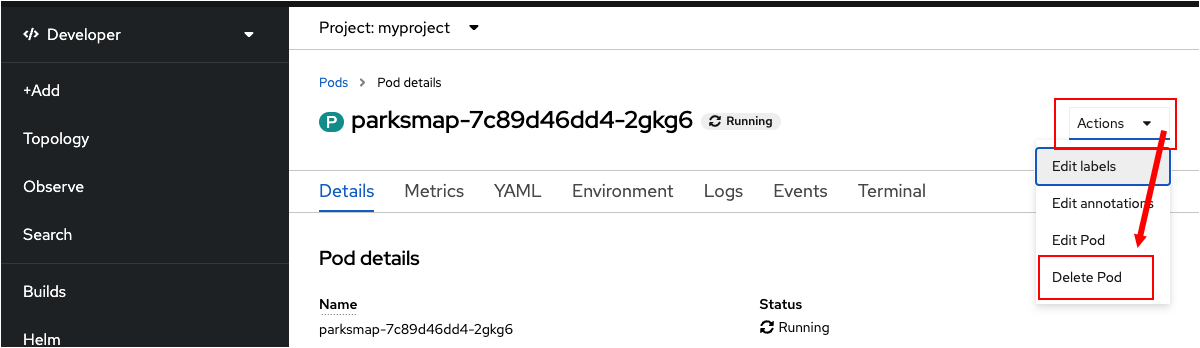 Developer
Project: myproject
+Add
Topology
Observe
Search
Builds
Helm
Pods > Pod details
P parksmap-7c89d46dd4-2gkg6 Running
Actions
Edit labels
Edit annotations
Edit Pod
Delete Pod
Details Metrics YAML Environment Logs Events Terminal
Pod details
Name
parksmap-7c89d46dd4-2gkg6
Status
Running